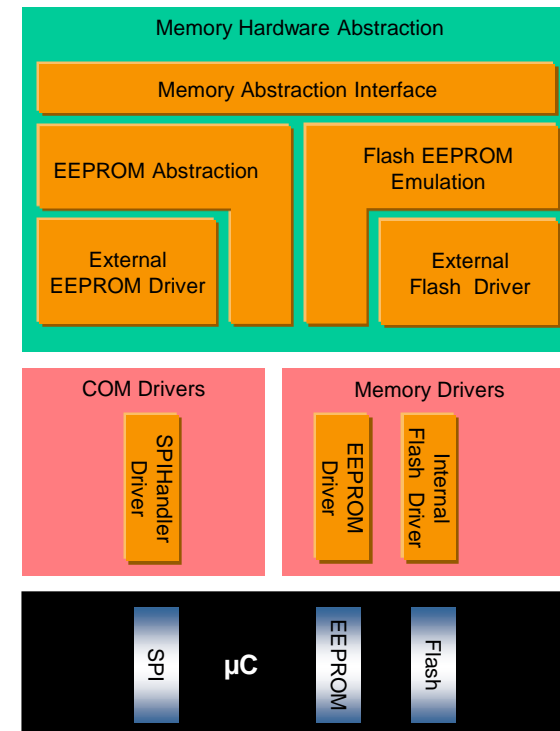 Memory Hardware Abstraction
Memory Abstraction Interface
EEPROM Abstraction
Flash EEPROM
Emulation
External
EEPROM Driver
External
Flash Driver
COM Drivers
Memory Drivers
SPIHandler
Driver
EEPROM
Driver
Internal
Flash Driver
SPI
µC
EEPROM
Flash